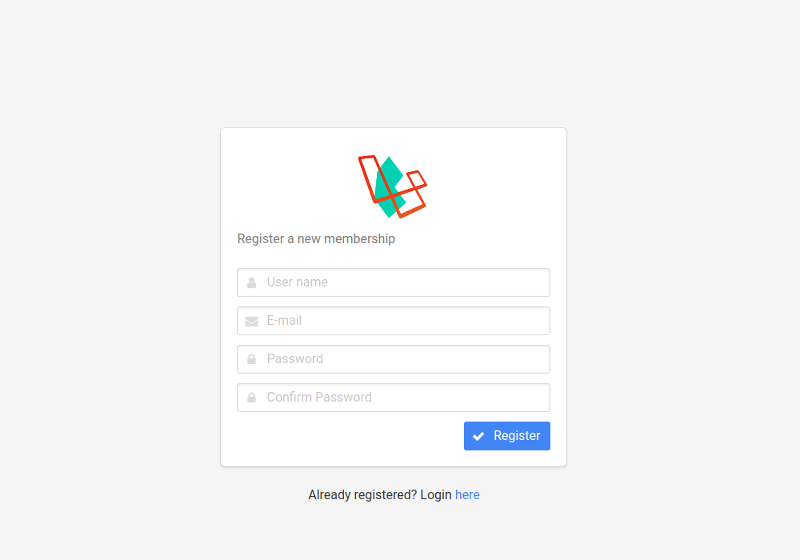 Register a new membership
User name
E-mail
Password
Confirm Password
Register
Already registered? Login here